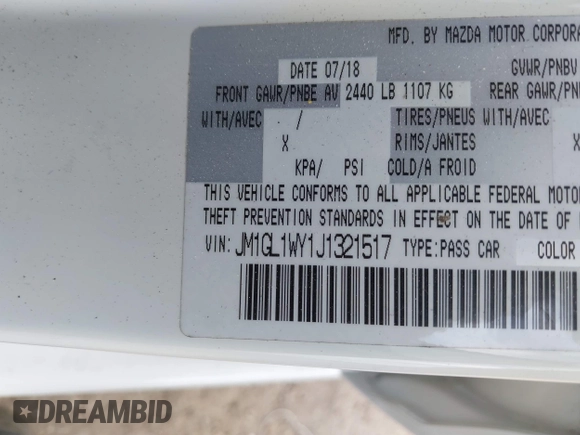 MFD. BY MAZDA MOTOR CORPORA
DATE 07/18 GVWR/PNBV
FRONT GAWR/PNBE AV 2440 LB 1107 KG REAR GAWR/PN
WITH/AVEC / TIRES/PNEUS WITH/AVEC
X RIMS/JANTES X
KPA/ PSI COLD/A FROID
THIS VEHICLE CONFORMS TO ALL APPLICABLE FEDERAL MOTO
THEFT PREVENTION STANDARDS IN EFFECT ON THE DATE OF
VIN: JM1GL1WY1J1321517 TYPE:PASS CAR COLOR
DREAMBID